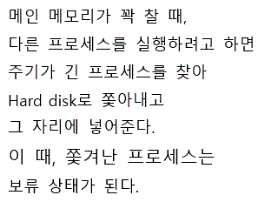 메인 메모리가 꽉 찰 때,
다른 프로세스를 실행하려고 하면
주기가 긴 프로세스를 찾아
Hard disk로 쫓아내고
그 자리에 넣어준다.
이 때, 쫓겨난 프로세스는
보류 상태가 된다.